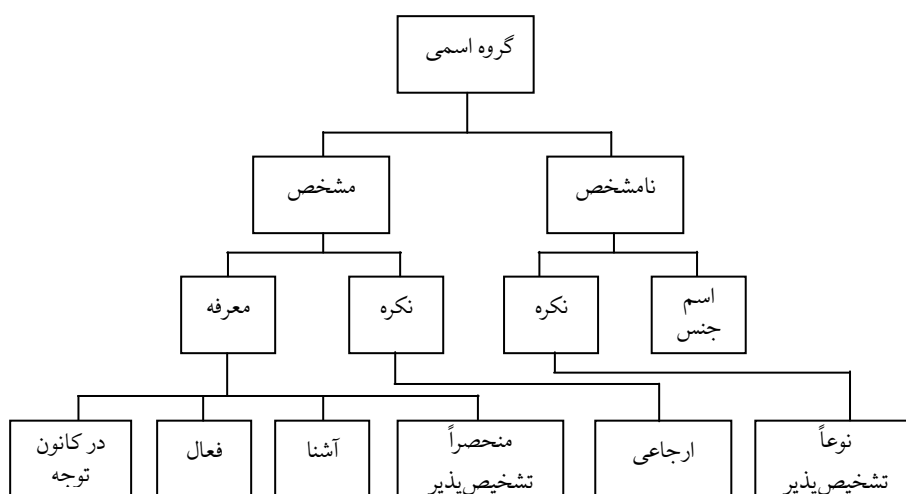 گروه اسمی
نامشخص
مشخص
اسم
جنس
نکره
نکره
معرفه
نوعاً
تشخیص‌پذیر
ارجاعی
منحصراً
تشخیص‌پذیر
آشنا
فعال
در کانون
توجه